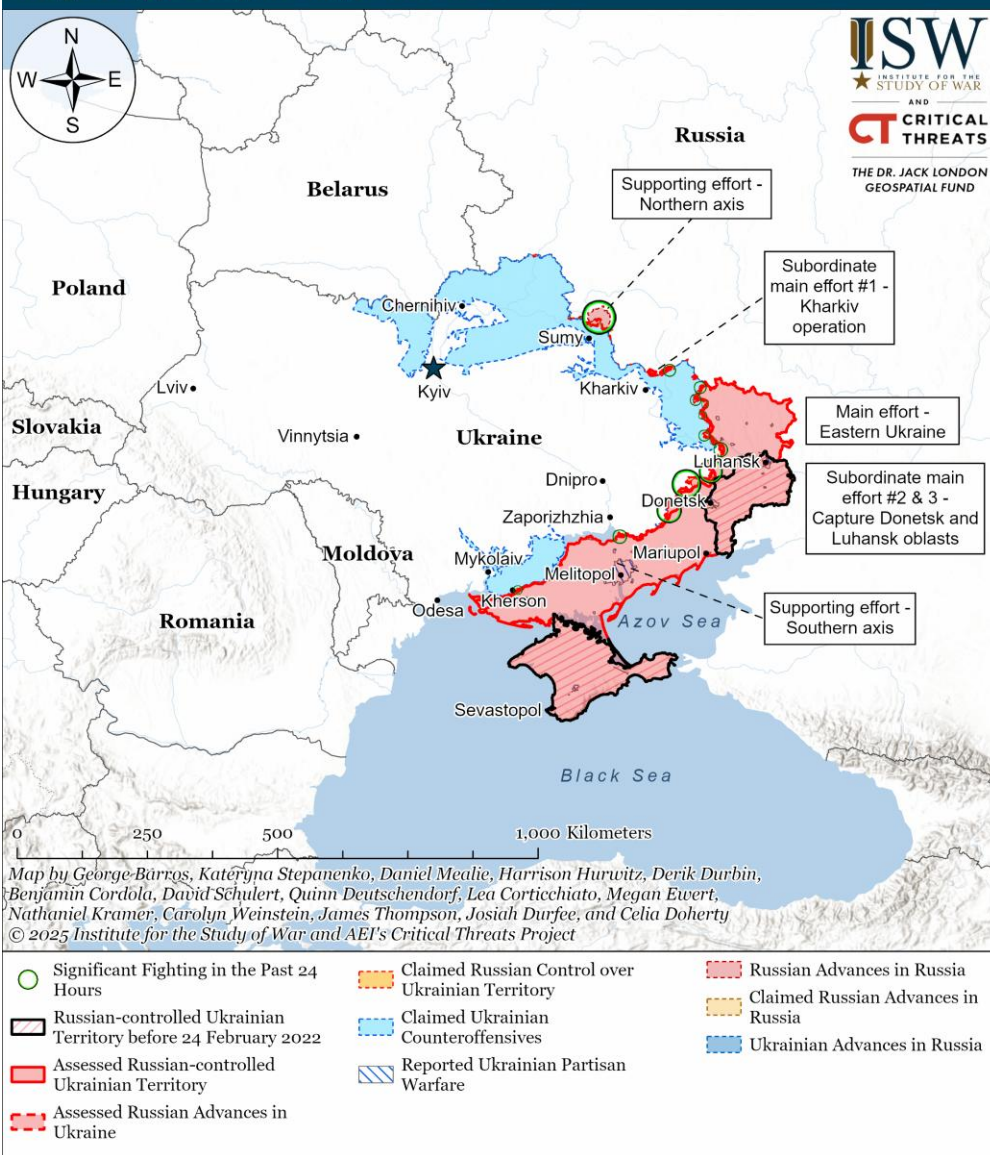 N
W E
S
ISW
INSTITUTE FOR THE
STUDY OF WAR
AND
CT CRITICAL
THREATS
THE DR. JACK LONDON
GEOSPATIAL FUND
Russia
Supporting effort -
Northern axis
Belarus
Subordinate
main effort #1 -
Kharkiv
operation
Poland
Chernihiv
Sumy
Kyiv
Lviv
Kharkiv
Slovakia
Main effort -
Eastern Ukraine
Vinnytsia
Ukraine
Luhansk
Hungary
Dnipro
Donetsk
Subordinate main
effort #2 & 3 -
Capture Donetsk and
Luhansk oblasts
Zaporizhzhia
Moldova
Mykolaiv
Mariupol
Melitopol
Kherson
Odesa
Romania
Azov Sea
Supporting effort -
Southern axis
Sevastopol
Black Sea
0 250 500 1,000 Kilometers
Map by George Barros, Kateryna Stepanenko, Daniel Mealie, Harrison Hurwitz, Derik Durbin,
Benjamin Cordola, David Schulert, Quinn Deutschendorf, Lea Corticchiato, Megan Ewert,
Nathaniel Kramer, Carolyn Weinstein, James Thompson, Josiah Durfee, and Celia Doherty
© 2025 Institute for the Study of War and AEI's Critical Threats Project
Significant Fighting in the Past 24
Hours
Russian-controlled Ukrainian
Territory before 24 February 2022
Assessed Russian-controlled
Ukrainian Territory
Assessed Russian Advances in
Ukraine
Claimed Russian Control over
Ukrainian Territory
Claimed Ukrainian
Counteroffensives
Reported Ukrainian Partisan
Warfare
Russian Advances in Russia
Claimed Russian Advances in
Russia
Ukrainian Advances in Russia